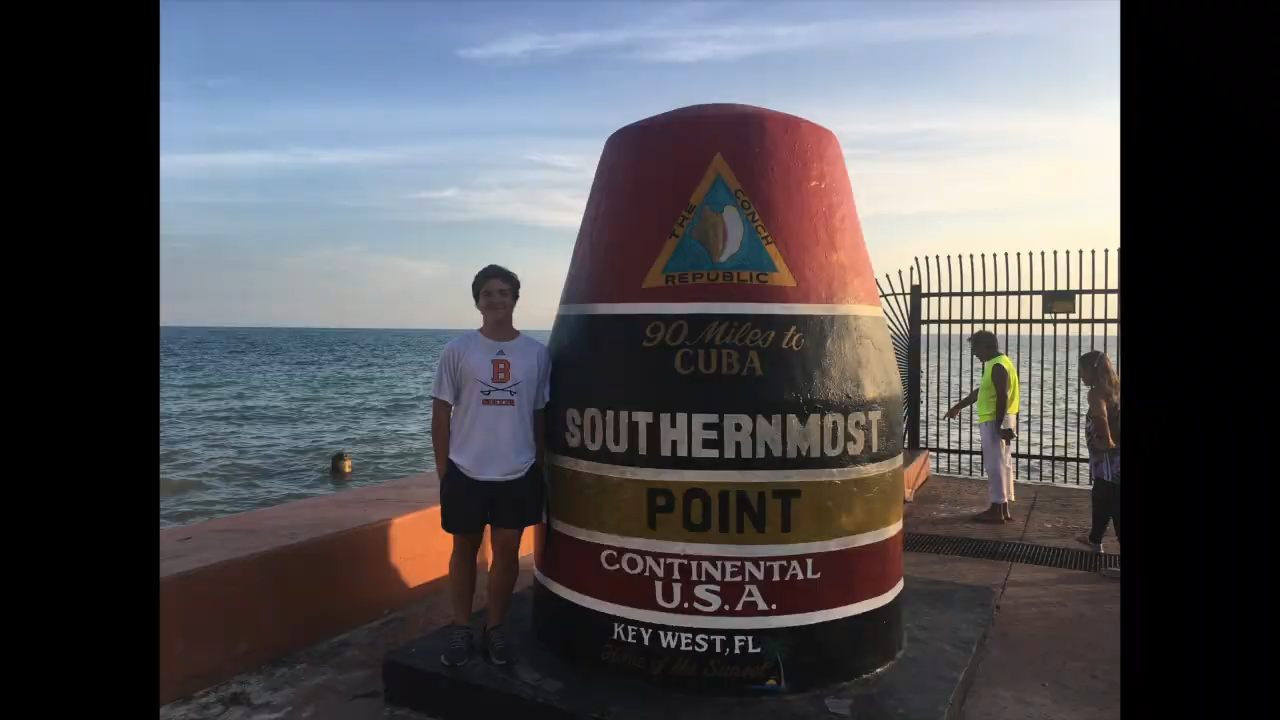 THE CONCH
REPUBLIC
90 Miles to
CUBA
SOUTHERNMOST
POINT
CONTINENTAL
U.S.A.
KEY WEST, FL
Home of the Sunset
B